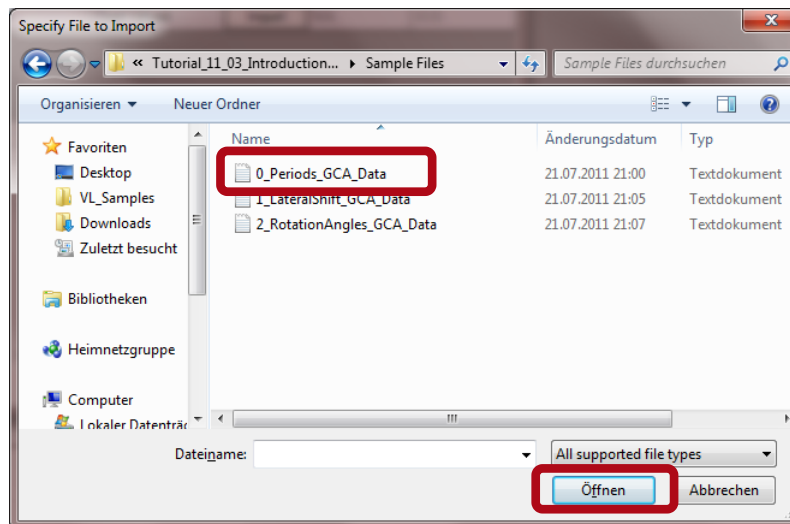 Specify File to Import
« Tutorial_11_03_Introduction... ▸ Sample Files
Sample Files durchsuchen
Organisieren ▾ Neuer Ordner
Name Änderungsdatum Typ
Favoriten
Desktop
VL_Samples
Downloads
Zuletzt besucht
Bibliotheken
Heimnetzgruppe
Computer
Lokaler Datenträ
0_Periods_GCA_Data 21.07.2011 21:00 Textdokument
1_LateralShift_GCA_Data 21.07.2011 21:05 Textdokument
2_RotationAngles_GCA_Data 21.07.2011 21:07 Textdokument
Dateiname:
All supported file types
Öffnen Abbrechen